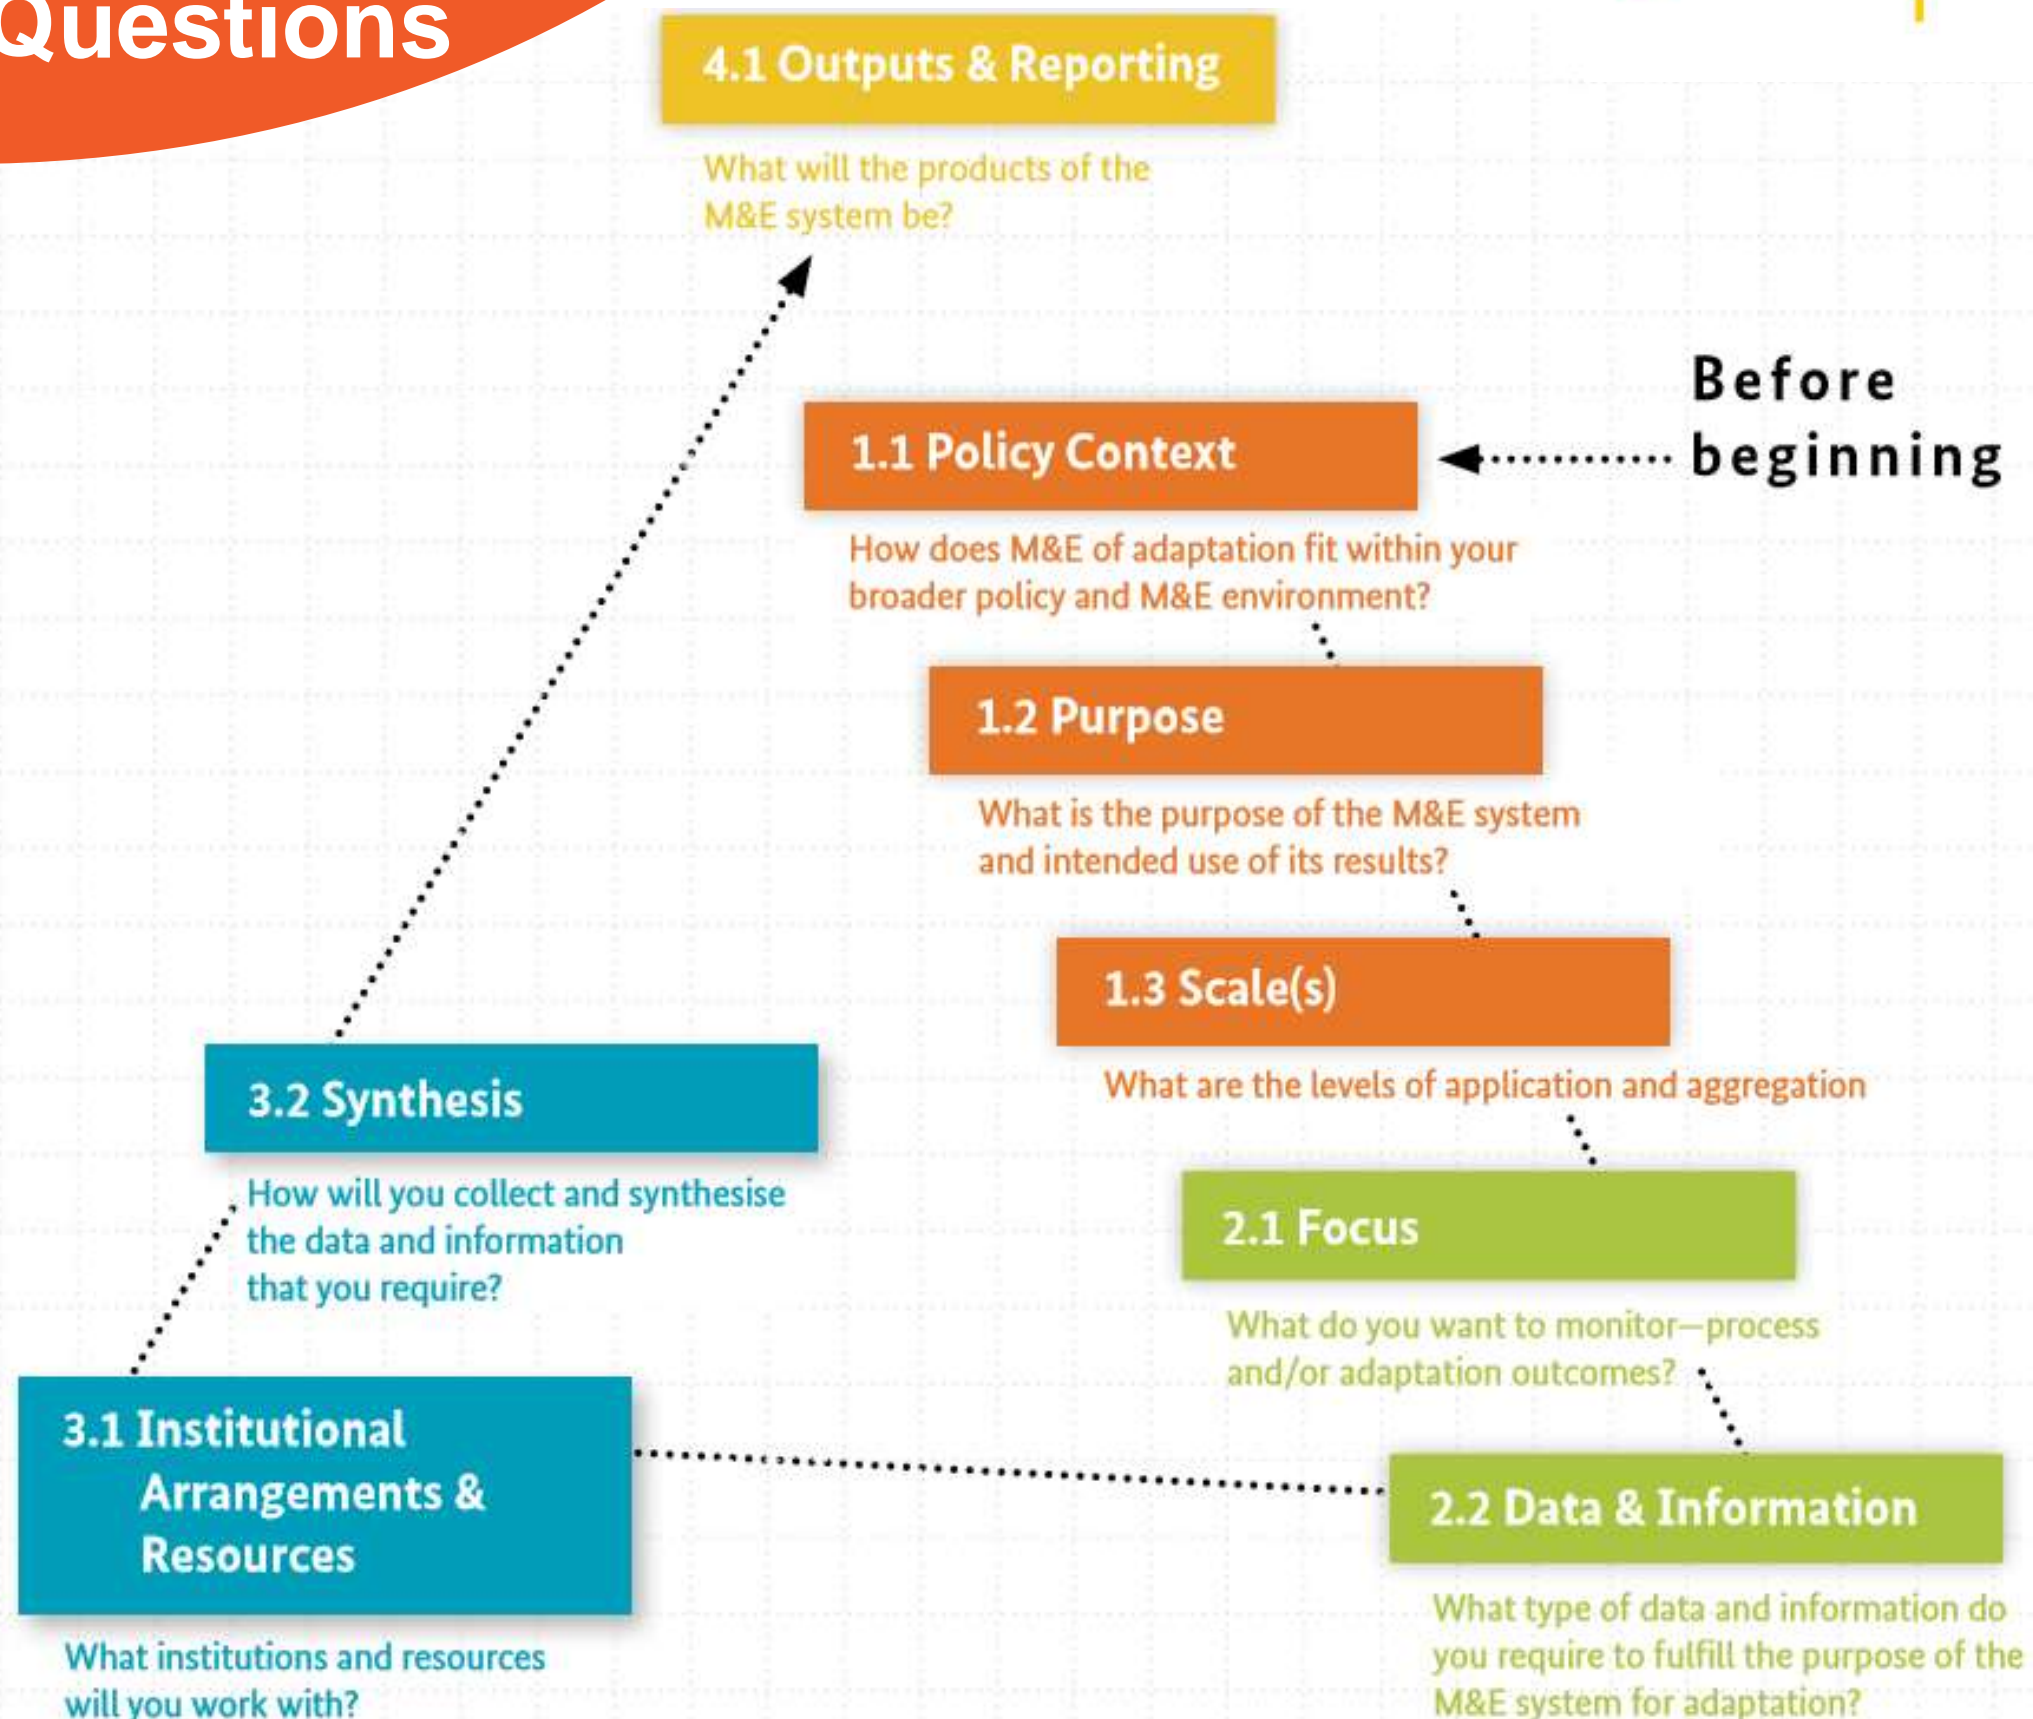 Questions
4.1 Outputs & Reporting
What will the products of the
M&E system be?
Before
beginning
1.1 Policy Context
How does M&E of adaptation fit within your
broader policy and M&E environment?
1.2 Purpose
What is the purpose of the M&E system
and intended use of its results?
1.3 Scale(s)
What are the levels of application and aggregation
2.1 Focus
What do you want to monitor—process
and/or adaptation outcomes?
2.2 Data & Information
What type of data and information do
you require to fulfill the purpose of the
M&E system for adaptation?
3.1 Institutional
Arrangements &
Resources
What institutions and resources
will you work with?
3.2 Synthesis
How will you collect and synthesise
the data and information
that you require?